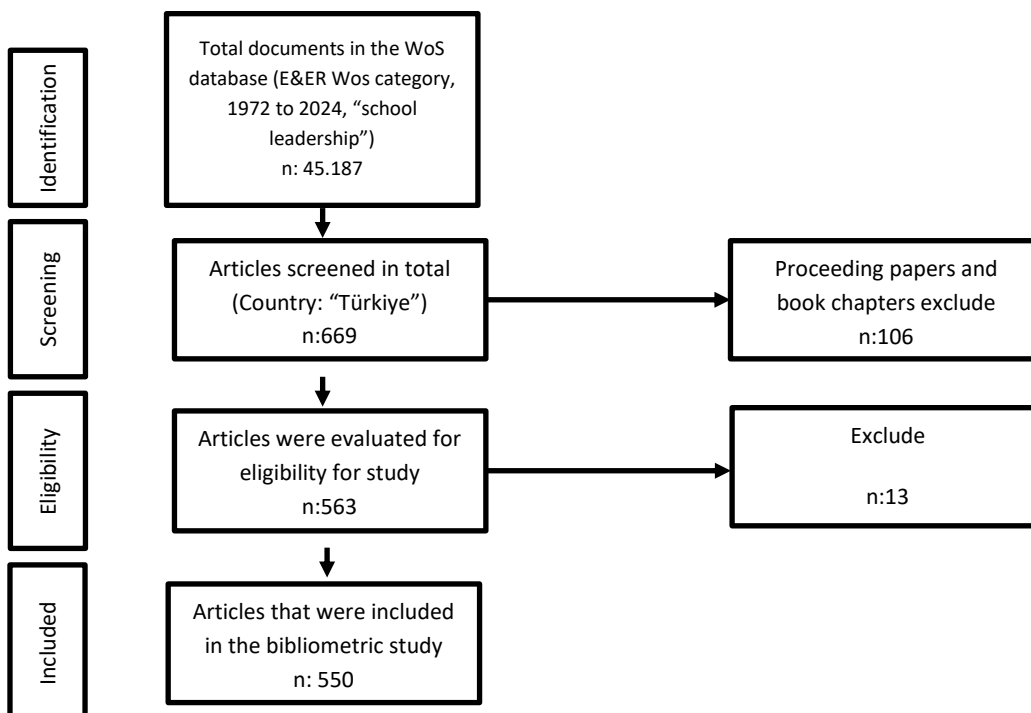 Identification
Total documents in the WoS
database (E&ER Wos category,
1972 to 2024, “school
leadership”)
n: 45.187
Screening
Articles screened in total
(Country: “Türkiye”)
n:669
Proceeding papers and
book chapters exclude
n:106
Eligibility
Articles were evaluated for
eligibility for study
n:563
Exclude
n:13
Included
Articles that were included
in the bibliometric study
n: 550